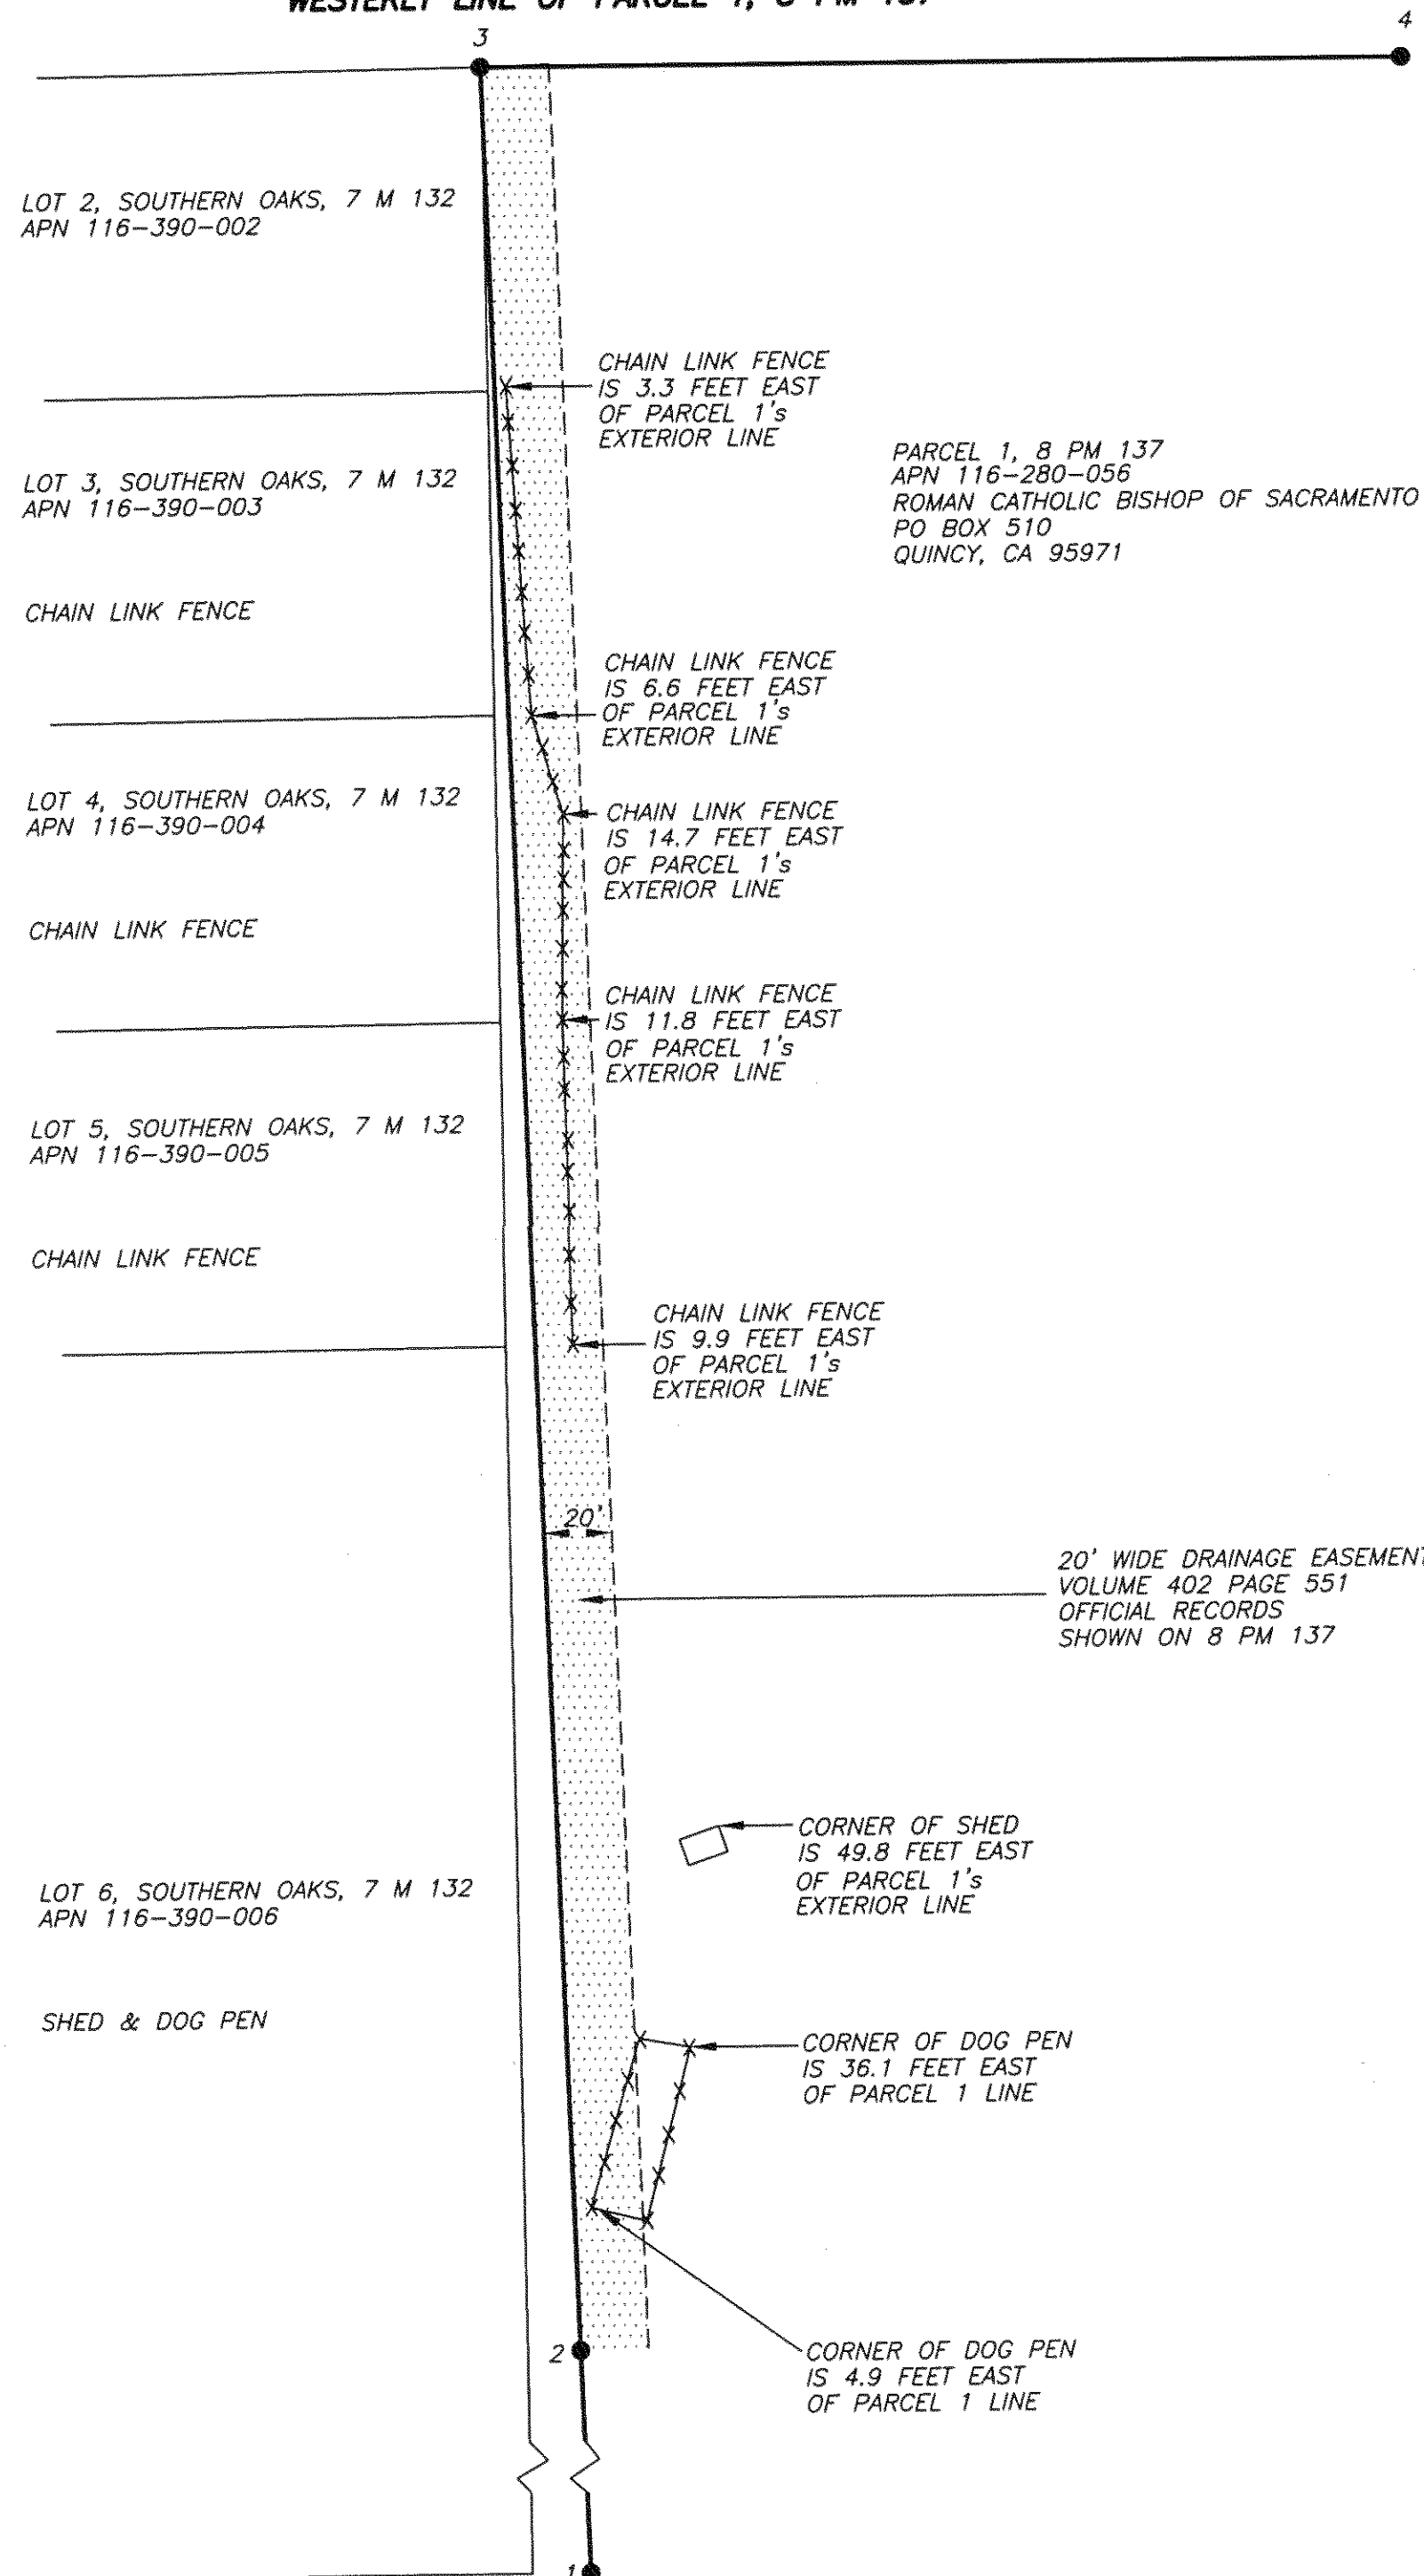 WESTERLY LINE OF PARCEL 1, 8 PM 137
3
4
LOT 2, SOUTHERN OAKS, 7 M 132
APN 116-390-002
CHAIN LINK FENCE
IS 3.3 FEET EAST
OF PARCEL 1's
EXTERIOR LINE
PARCEL 1, 8 PM 137
APN 116-280-056
ROMAN CATHOLIC BISHOP OF SACRAMENTO
PO BOX 510
QUINCY, CA 95971
LOT 3, SOUTHERN OAKS, 7 M 132
APN 116-390-003
CHAIN LINK FENCE
CHAIN LINK FENCE
IS 6.6 FEET EAST
OF PARCEL 1's
EXTERIOR LINE
LOT 4, SOUTHERN OAKS, 7 M 132
APN 116-390-004
CHAIN LINK FENCE
IS 14.7 FEET EAST
OF PARCEL 1's
EXTERIOR LINE
CHAIN LINK FENCE
CHAIN LINK FENCE
IS 11.8 FEET EAST
OF PARCEL 1's
EXTERIOR LINE
LOT 5, SOUTHERN OAKS, 7 M 132
APN 116-390-005
CHAIN LINK FENCE
CHAIN LINK FENCE
IS 9.9 FEET EAST
OF PARCEL 1's
EXTERIOR LINE
20'
20' WIDE DRAINAGE EASEMENT
VOLUME 402 PAGE 551
OFFICIAL RECORDS
SHOWN ON 8 PM 137
CORNER OF SHED
IS 49.8 FEET EAST
OF PARCEL 1's
EXTERIOR LINE
LOT 6, SOUTHERN OAKS, 7 M 132
APN 116-390-006
SHED & DOG PEN
CORNER OF DOG PEN
IS 36.1 FEET EAST
OF PARCEL 1 LINE
2
CORNER OF DOG PEN
IS 4.9 FEET EAST
OF PARCEL 1 LINE
1